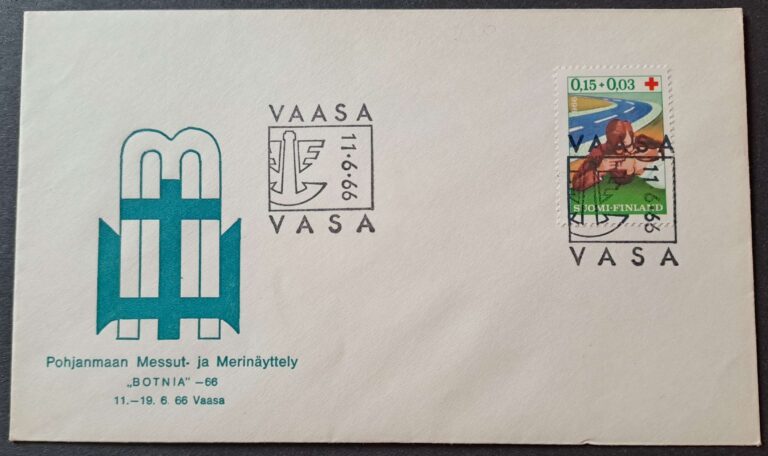 VAASA
11·6·66
VASA
0,15+0,03
1966
SUOMI-FINLAND
VAASA
11·6·66
VASA
Pohjanmaan Messut- ja Merinäyttely
„BOTNIA" –66
11.–19. 6. 66 Vaasa